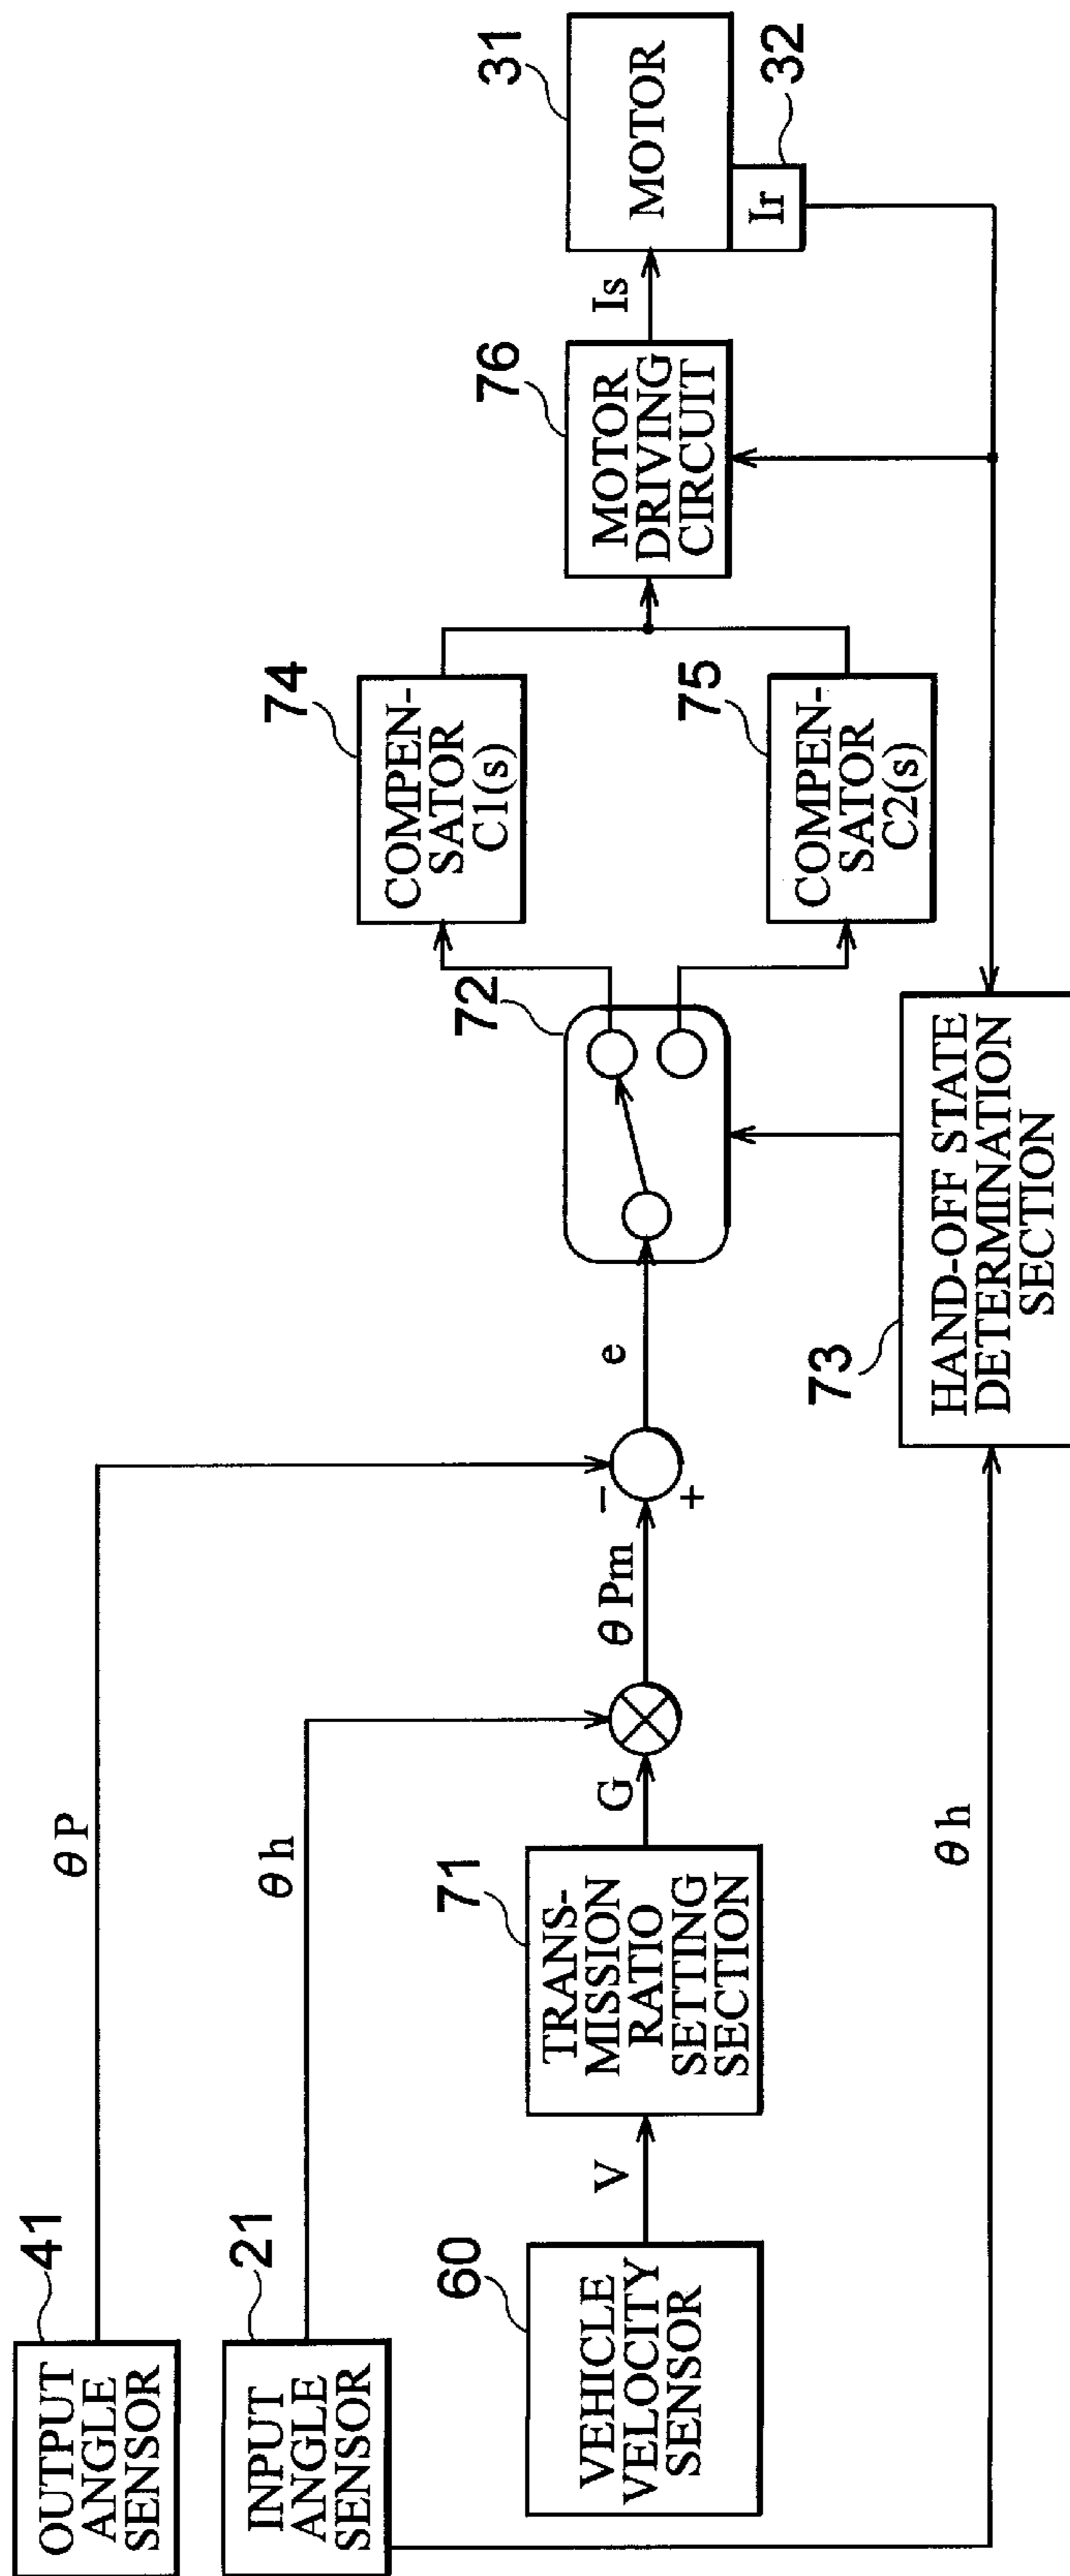 41
OUTPUT
ANGLE
SENSOR
θP
21
INPUT
ANGLE
SENSOR
θh
60
VEHICLE
VELOCITY
SENSOR
V
71
TRANS-
MISSION
RATIO
SETTING
SECTION
G
θPm
−
+
e
72
74
COMPEN-
SATOR
C1(s)
75
COMPEN-
SATOR
C2(s)
76
MOTOR
DRIVING
CIRCUIT
Is
31
MOTOR
Ir
32
θh
73
HAND-OFF STATE
DETERMINATION
SECTION